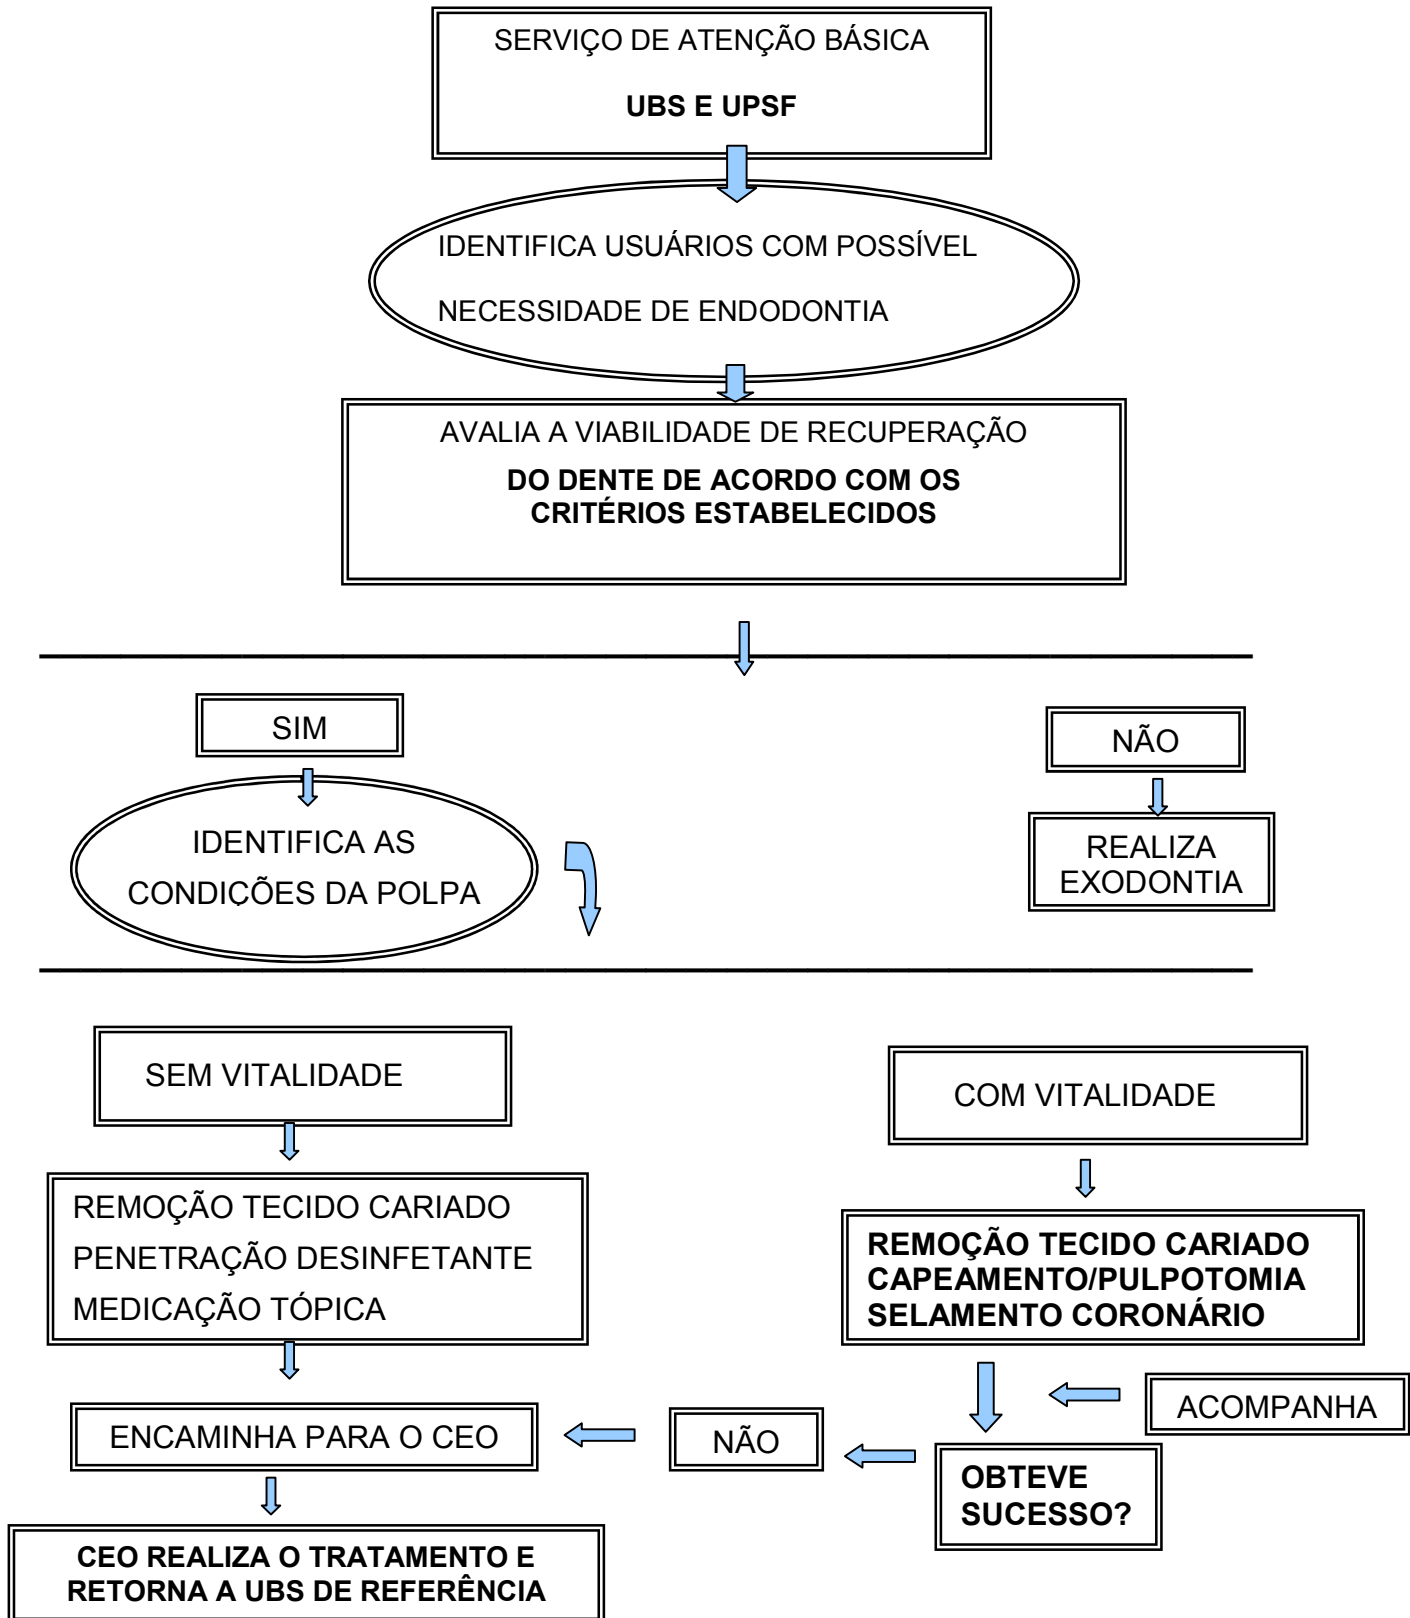 SERVIÇO DE ATENÇÃO BÁSICA
UBS E UPSF
IDENTIFICA USUÁRIOS COM POSSÍVEL
NECESSIDADE DE ENDODONTIA
AVALIA A VIABILIDADE DE RECUPERAÇÃO
DO DENTE DE ACORDO COM OS
CRITÉRIOS ESTABELECIDOS
SIM
NÃO
IDENTIFICA AS
CONDIÇÕES DA POLPA
REALIZA
EXODONTIA
SEM VITALIDADE
COM VITALIDADE
REMOÇÃO TECIDO CARIADO
PENETRAÇÃO DESINFETANTE
MEDICAÇÃO TÓPICA
REMOÇÃO TECIDO CARIADO
CAPEAMENTO/PULPOTOMIA
SELAMENTO CORONÁRIO
ACOMPANHA
ENCAMINHA PARA O CEO
NÃO
OBTEVE
SUCESSO?
CEO REALIZA O TRATAMENTO E
RETORNA A UBS DE REFERÊNCIA